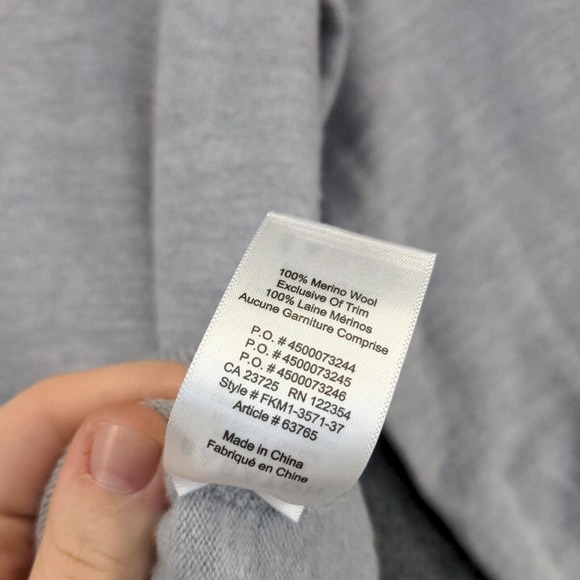 100% Merino Wool
Exclusive Of Trim
100% Laine Mérinos
Aucune Garniture Comprise
P.O. # 4500073244
P.O. # 4500073245
P.O. # 4500073246
CA 23725 RN 122354
Style # FKM1-3571-37
Article # 63765
Made in China
Fabriqué en Chine